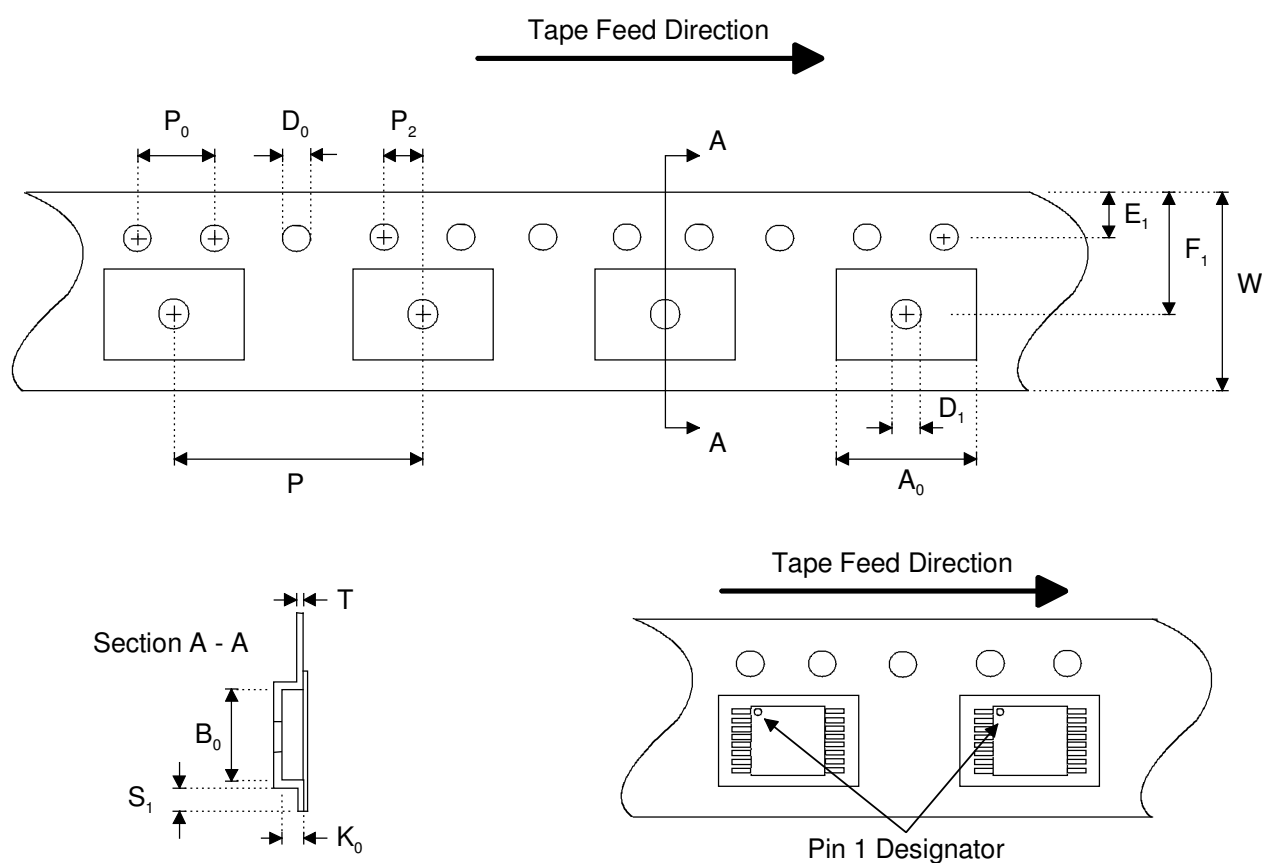 Tape Feed Direction
P₀ D₀ P₂ A
E₁
F₁
W
D₁
A
P A₀
Tape Feed Direction
T
Section A - A
B₀
S₁
K₀
Pin 1 Designator